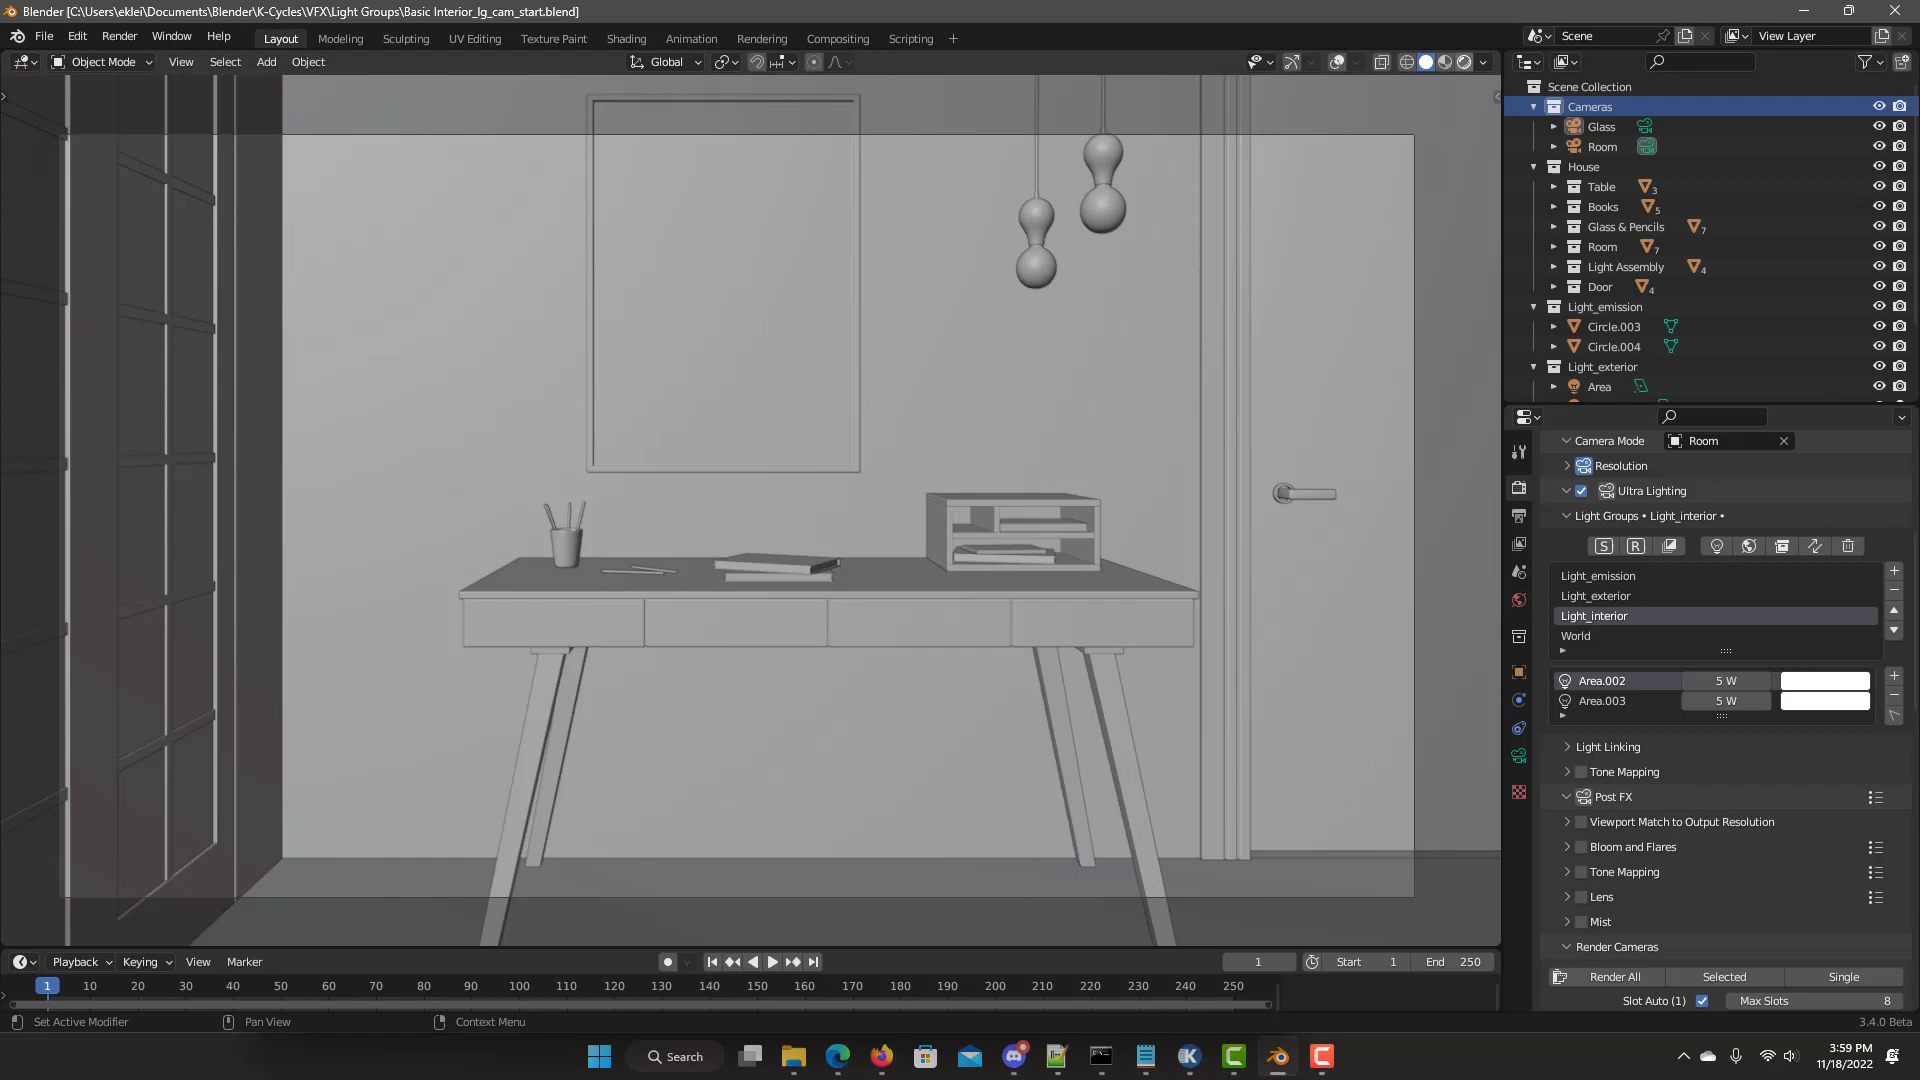 Blender [C:\Users\eklei\Documents\Blender\K-Cycles\VFX\Light Groups\Basic Interior_lg_cam_start.blend]
File Edit Render Window Help Layout Modeling Sculpting UV Editing Texture Paint Shading Animation Rendering Compositing Scripting + Scene View Layer
Object Mode View Select Add Object Global
Scene Collection
Cameras
Glass
Room
House
Table 3
Books 5
Glass & Pencils 7
Room 7
Light Assembly 4
Door 4
Light_emission
Circle.003
Circle.004
Light_exterior
Area
Camera Mode Room
Resolution
Ultra Lighting
Light Groups • Light_interior •
S R
Light_emission
Light_exterior
Light_interior
World
Area.002 5 W
Area.003 5 W
Light Linking
Tone Mapping
Post FX
Viewport Match to Output Resolution
Bloom and Flares
Tone Mapping
Lens
Mist
Render Cameras
Render All Selected Single
Slot Auto (1) Max Slots 8
Playback Keying View Marker 1 Start 1 End 250
1 10 20 30 40 50 60 70 80 90 100 110 120 130 140 150 160 170 180 190 200 210 220 230 240 250
Set Active Modifier Pan View Context Menu 3.4.0 Beta
Search
3:59 PM
11/18/2022